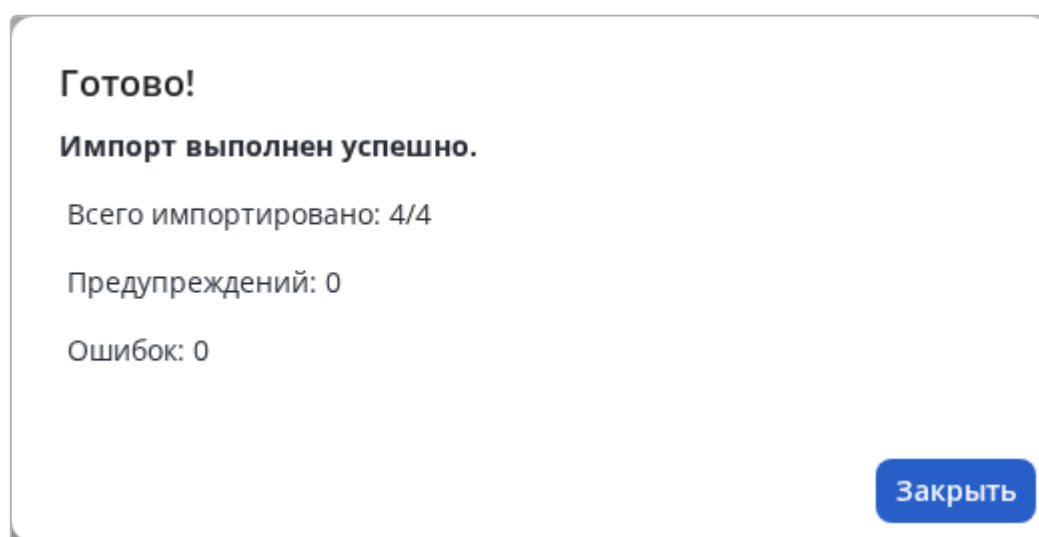 Готово!
Импорт выполнен успешно.
Всего импортировано: 4/4
Предупреждений: 0
Ошибок: 0
Закрыть